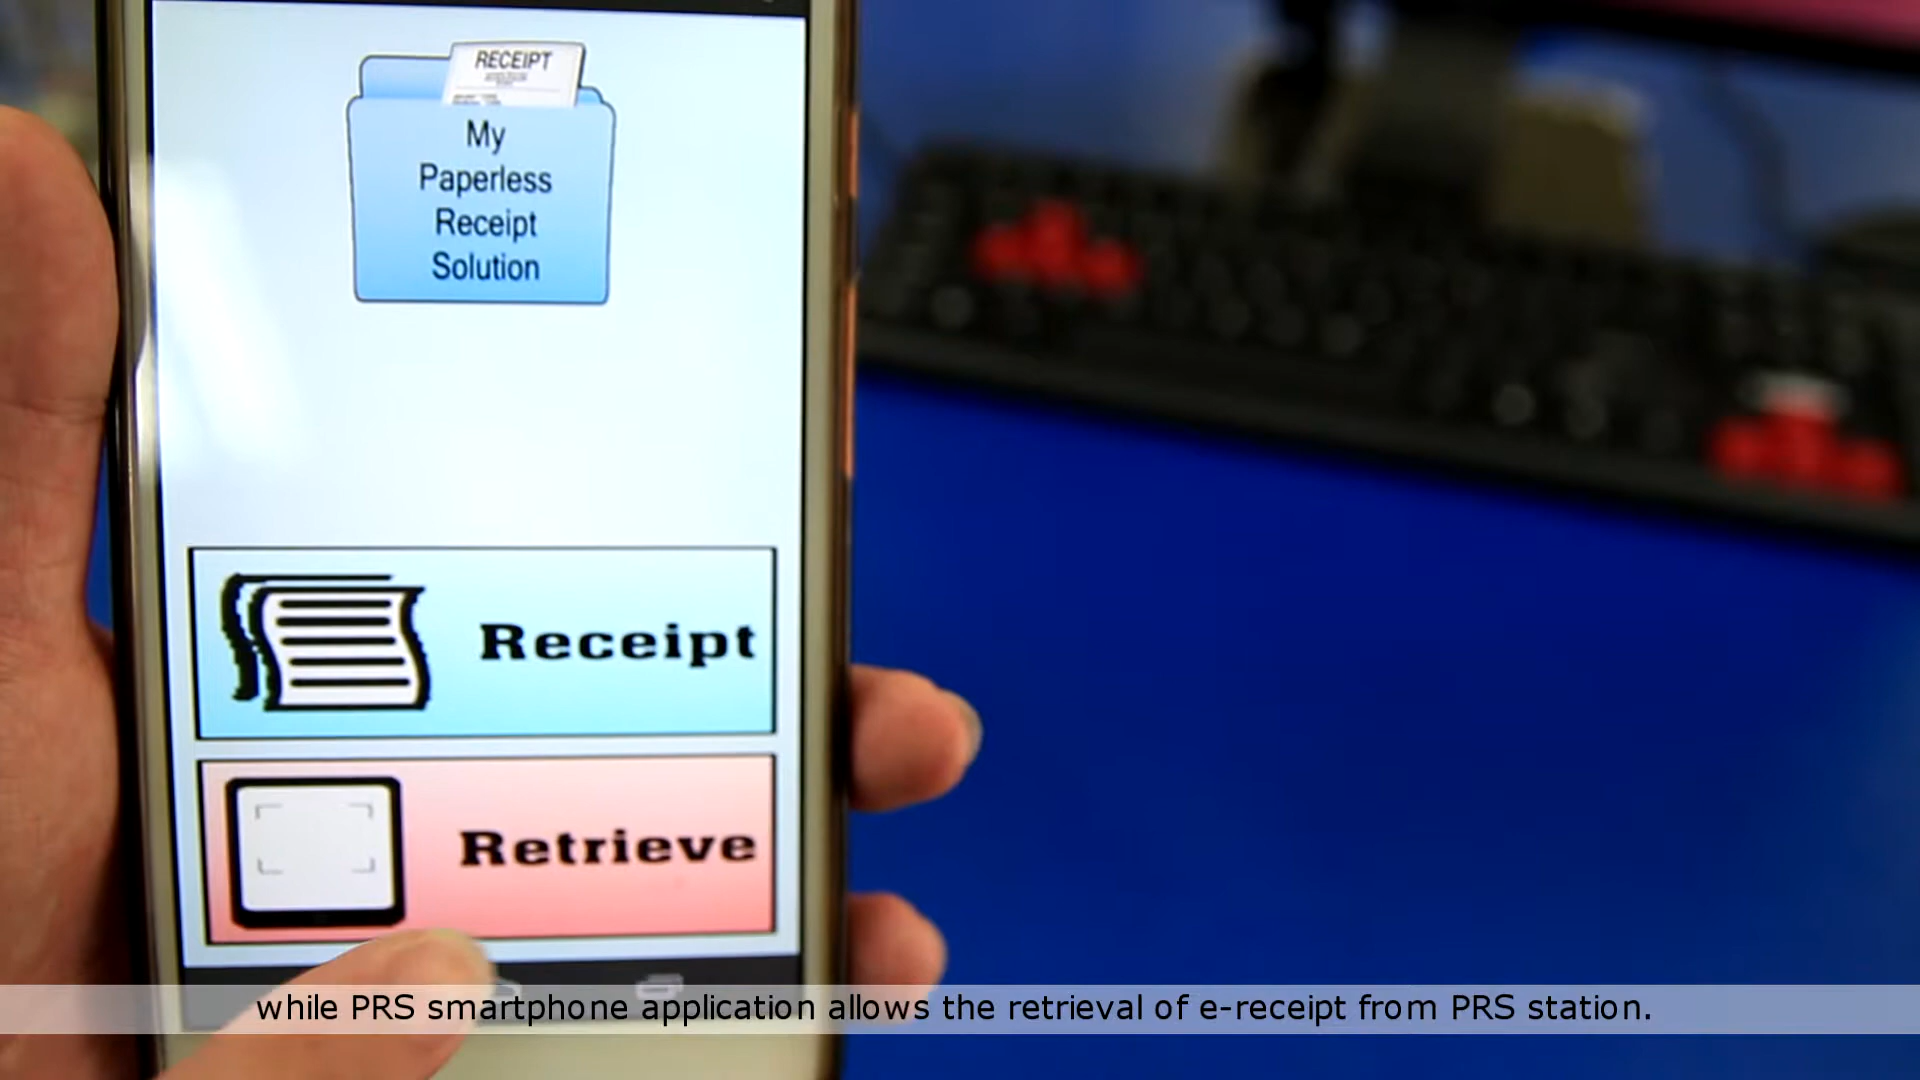 RECEIPT
My
Paperless
Receipt
Solution
Receipt
Retrieve
while PRS smartphone application allows the retrieval of e-receipt from PRS station.